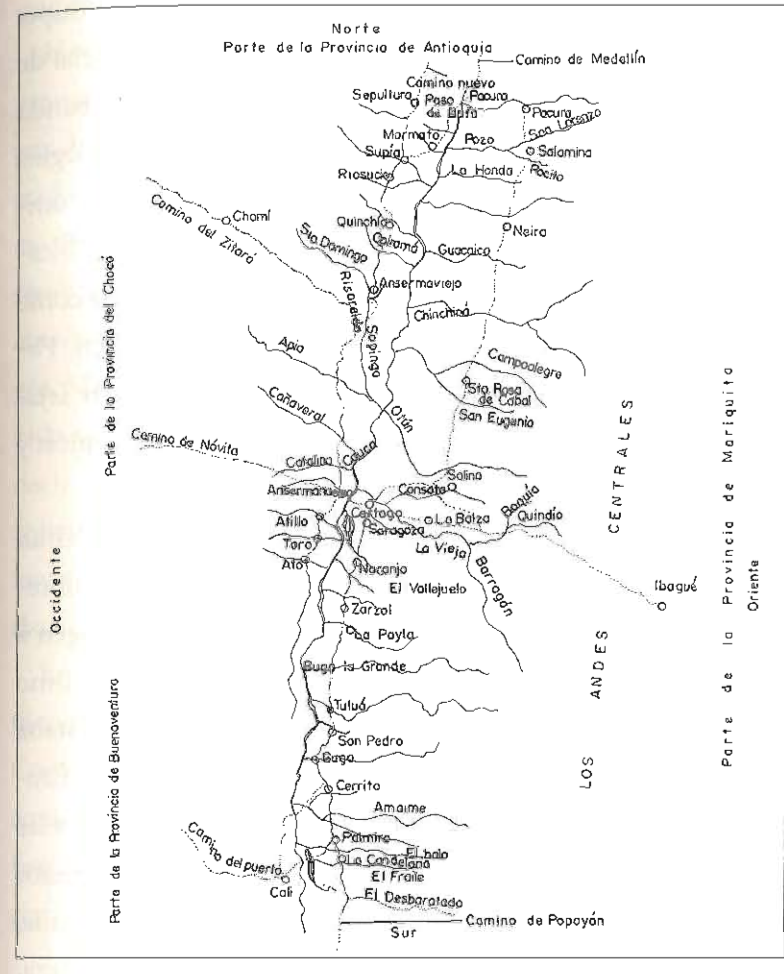 Norte
Parte de la Provincia de Antioquia
Camino de Medellín
Camino nuevo
Sepultura
Paso
de Bufú
Pacura
Pacura
San Lorenzo
Marmato
Pozo
Salamina
Supía
Pocito
Riosucio
La Honda
Chamí
Camino del Zitará
Quinchía
Neira
Sto Domingo
Guacaica
Ansermaviejo
Risaralda
Chinchiná
Sopinga
Apia
Campoalegre
Sta Rosa
de Cabal
Cañaveral
Otún
San Eugenio
Camino de Nóvita
Cauca
Catalina
Salina
Consota
Ansermanuevo
Cartago
Boquía
Quindío
Atillo
Saragoza
La Balza
Toro
La Vieja
Ato
Naranjo
Barragán
El Vallejuelo
Ibagué
Zarzal
La Payla
Buga la Grande
Tuluá
San Pedro
Buga
Cerrito
Amaime
Palmira
El bolo
Camino del puerto
La Candelaria
El Fraile
Cali
El Desbaratado
Camino de Popayán
Sur
Parte de la Provincia del Chocó
Occidente
Parte de la Provincia de Buenaventura
LOS ANDES CENTRALES
Parte de la Provincia de Mariquita
Oriente